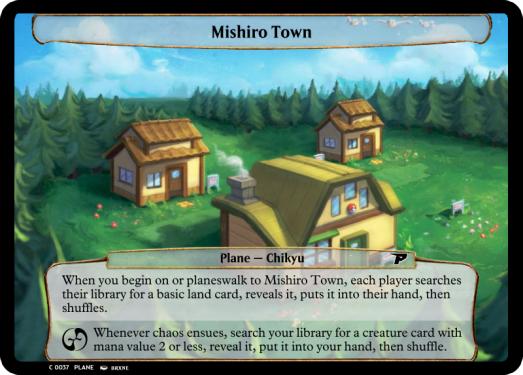 Mishiro Town
Plane — Chikyu
When you begin on or planeswalk to Mishiro Town, each player searches
their library for a basic land card, reveals it, puts it into their hand, then
shuffles.
Whenever chaos ensues, search your library for a creature card with
mana value 2 or less, reveal it, put it into your hand, then shuffle.
C 0037 PLANE BRXNE